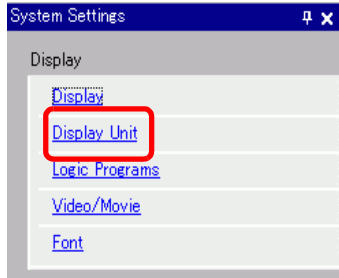 System Settings
Display
Display
Display Unit
Logic Programs
Video/Movie
Font